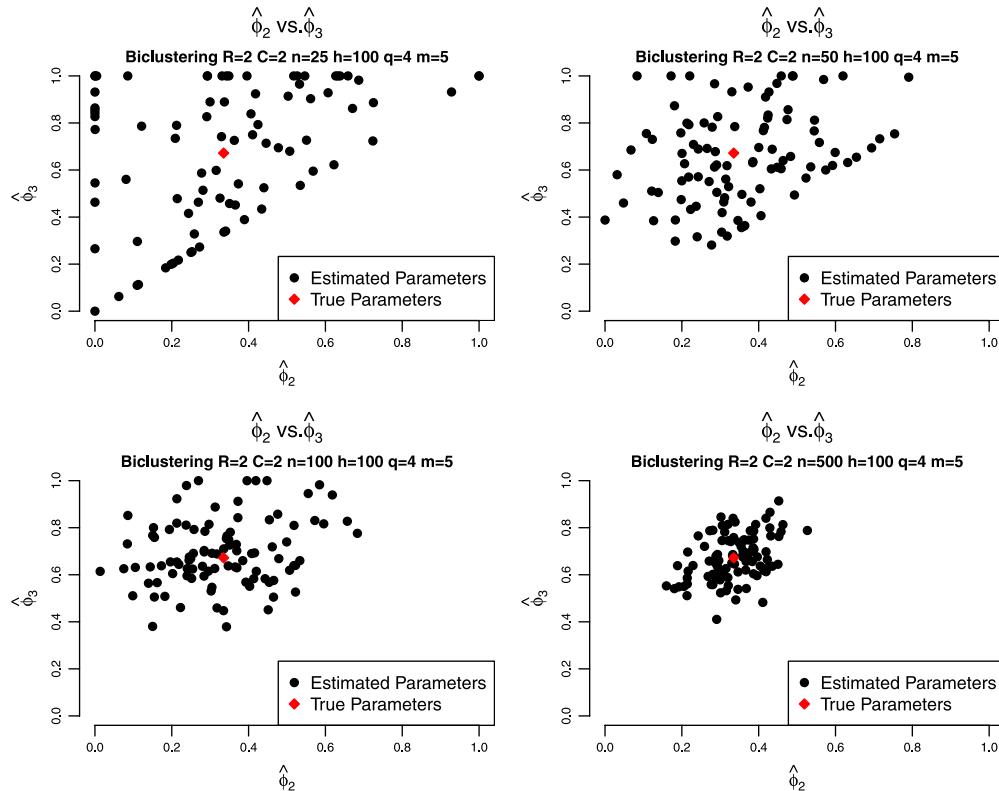 ϕ̂₂ vs.ϕ̂₃
Biclustering R=2 C=2 n=25 h=100 q=4 m=5
ϕ̂₃
1.0
0.8
0.6
0.4
0.2
0.0
Estimated Parameters
True Parameters
0.0 0.2 0.4 0.6 0.8 1.0
ϕ̂₂
ϕ̂₂ vs.ϕ̂₃
Biclustering R=2 C=2 n=50 h=100 q=4 m=5
ϕ̂₃
1.0
0.8
0.6
0.4
0.2
0.0
Estimated Parameters
True Parameters
0.0 0.2 0.4 0.6 0.8 1.0
ϕ̂₂
ϕ̂₂ vs.ϕ̂₃
Biclustering R=2 C=2 n=100 h=100 q=4 m=5
ϕ̂₃
1.0
0.8
0.6
0.4
0.2
0.0
Estimated Parameters
True Parameters
0.0 0.2 0.4 0.6 0.8 1.0
ϕ̂₂
ϕ̂₂ vs.ϕ̂₃
Biclustering R=2 C=2 n=500 h=100 q=4 m=5
ϕ̂₃
1.0
0.8
0.6
0.4
0.2
0.0
Estimated Parameters
True Parameters
0.0 0.2 0.4 0.6 0.8 1.0
ϕ̂₂